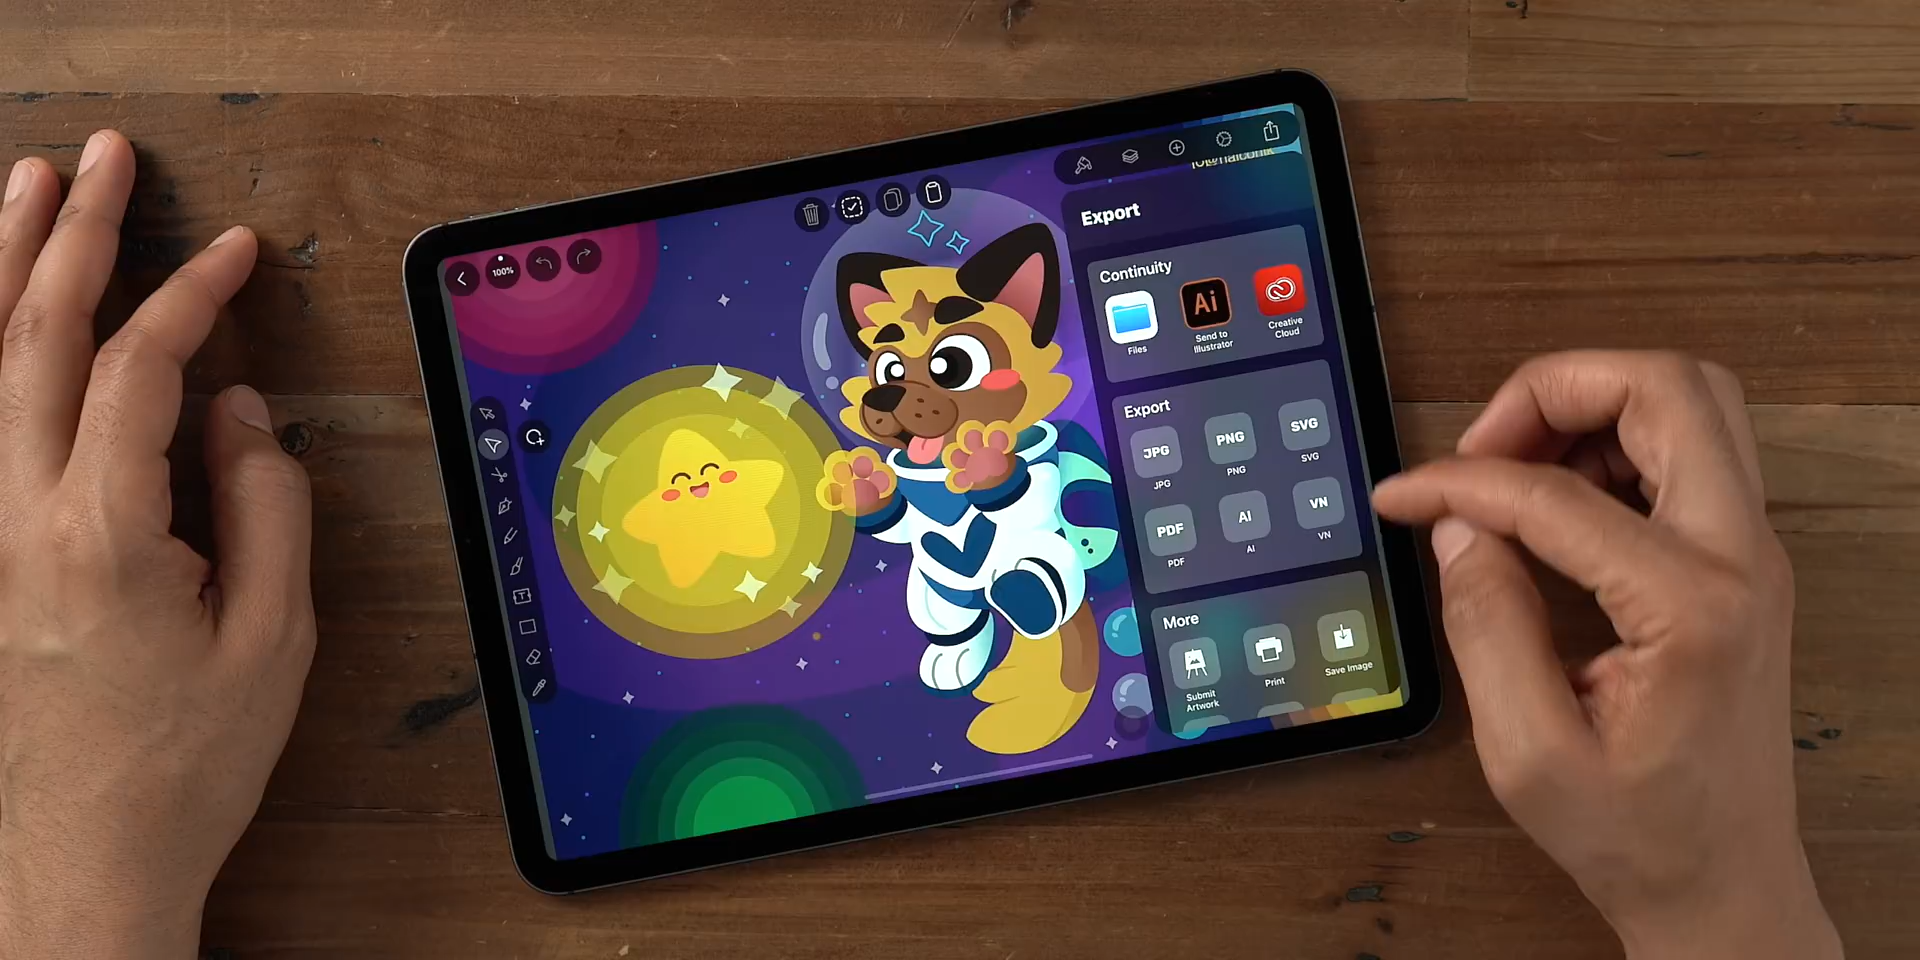 100%
Export
Continuity
Files
Ai
Send to
Illustrator
Creative
Cloud
Export
JPG
JPG
PNG
PNG
SVG
SVG
PDF
PDF
AI
AI
VN
VN
More
Submit
Artwork
Print
Save Image
T